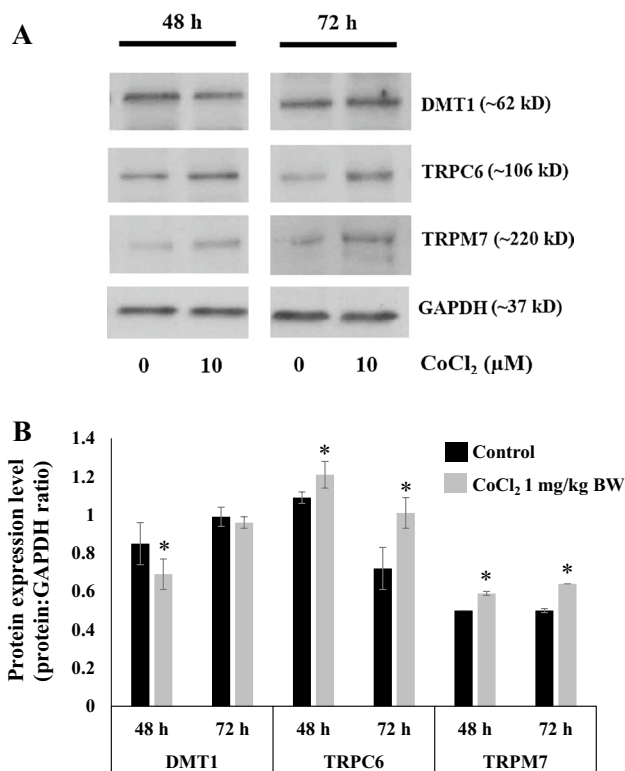 A
48 h 72 h
DMT1 (~62 kD)
TRPC6 (~106 kD)
TRPM7 (~220 kD)
GAPDH (~37 kD)
0 10 0 10 CoCl₂ (µM)
B
Protein expression level
(protein:GAPDH ratio)
1.4
1.2
1
0.8
0.6
0.4
0.2
0
Control
CoCl₂ 1 mg/kg BW
* * * * *
48 h 72 h 48 h 72 h 48 h 72 h
DMT1 TRPC6 TRPM7